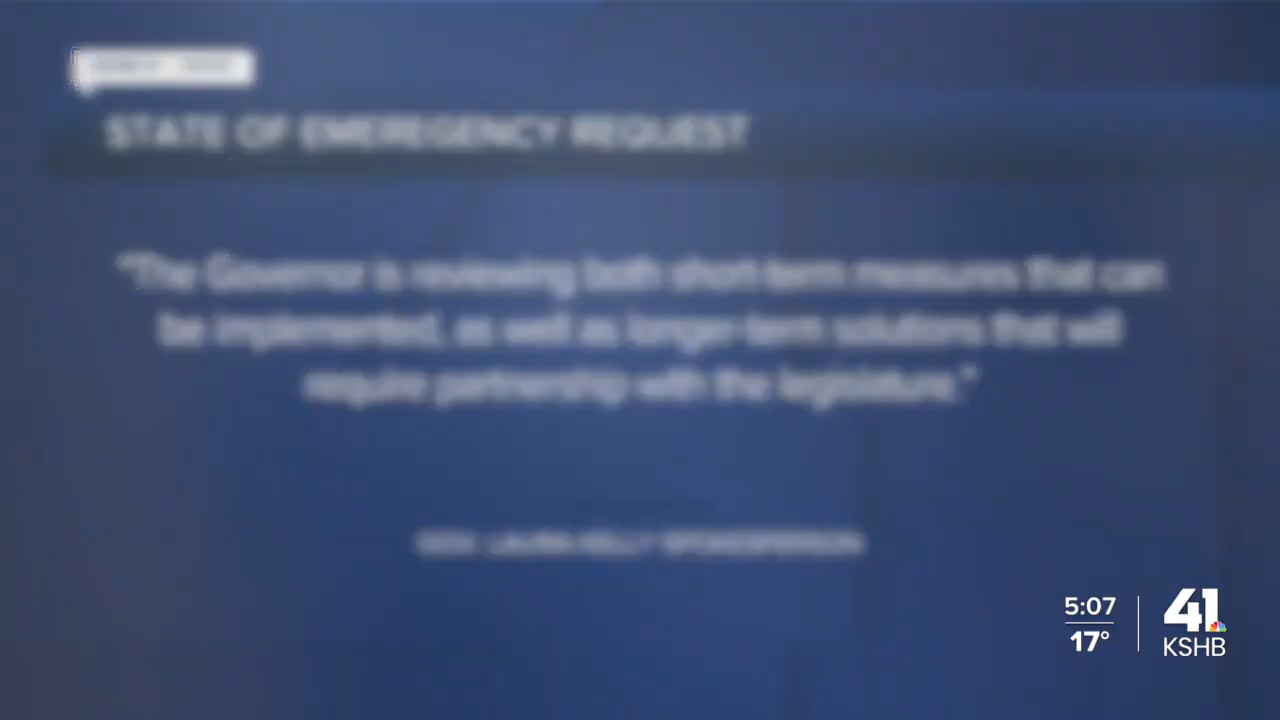 STATE OF EMEREGENCY REQUEST
"The Governor is reviewing both short-term measures that can
be implemented, as well as longer-term solutions that will
require partnership with the legislature."
GOV. LAURA KELLY SPOKESPERSON
5:07
17°
41
KSHB